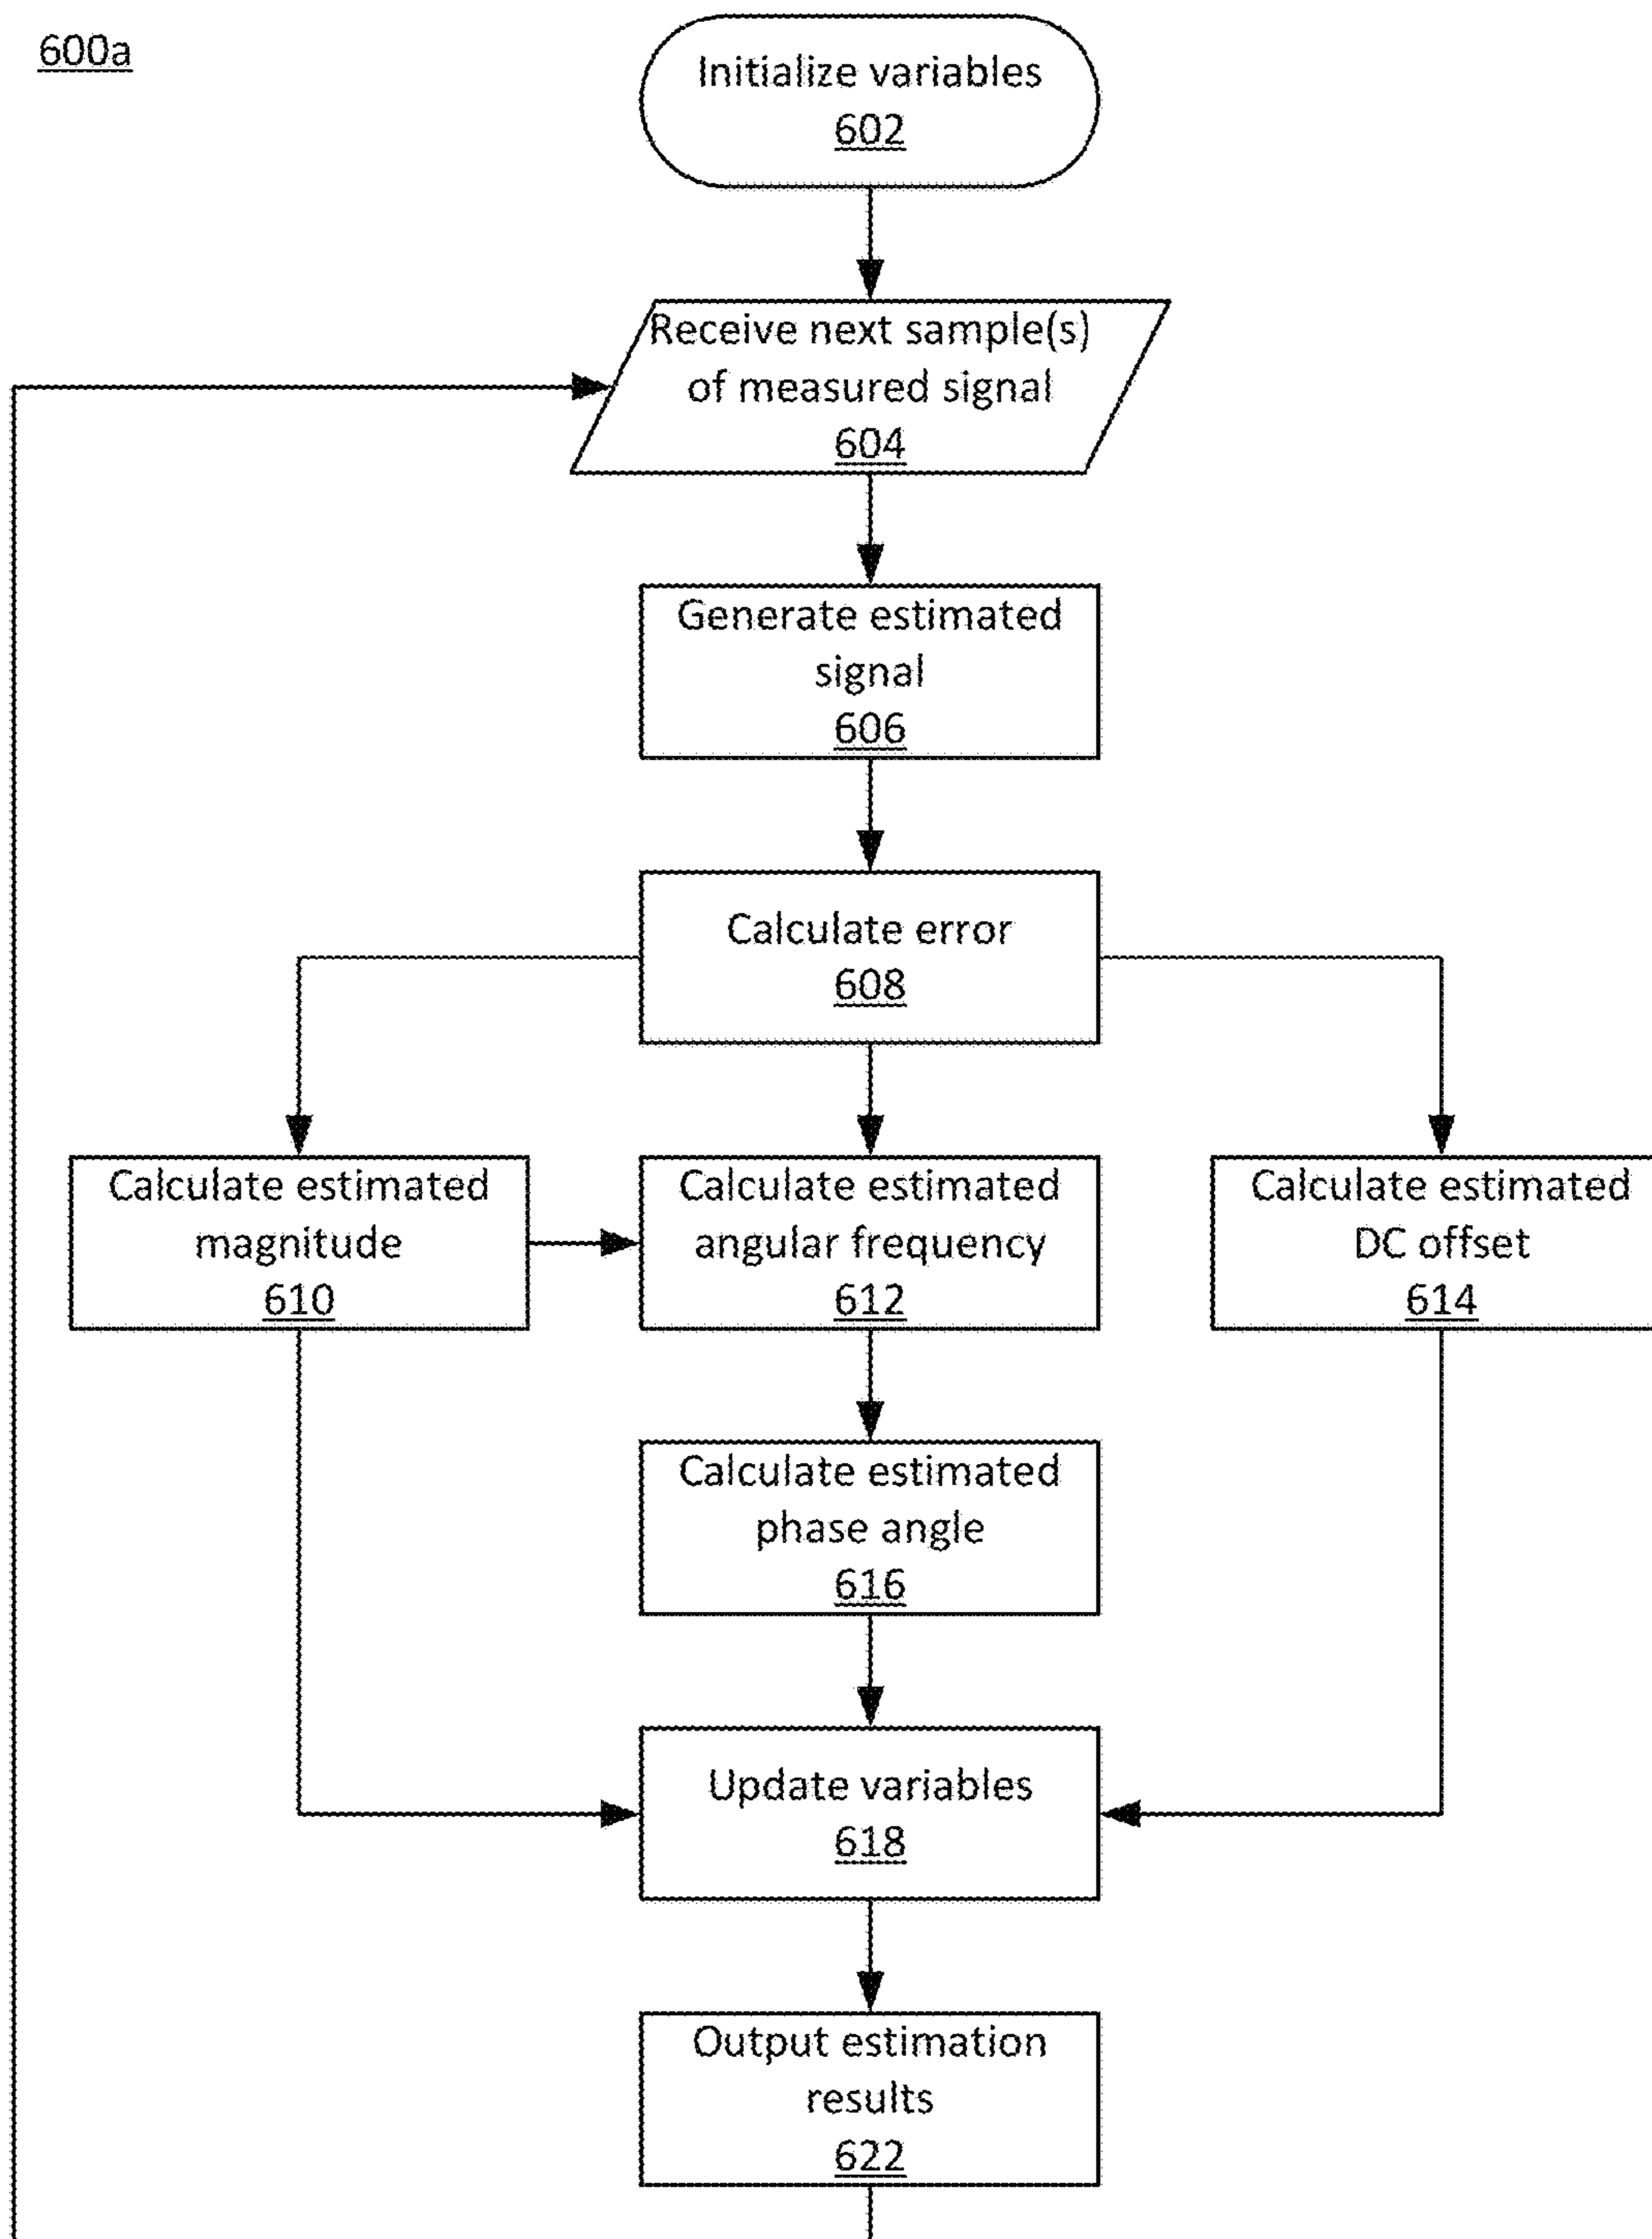 600a
Initialize variables
602
Receive next sample(s)
of measured signal
604
Generate estimated
signal
606
Calculate error
608
Calculate estimated
magnitude
610
Calculate estimated
angular frequency
612
Calculate estimated
DC offset
614
Calculate estimated
phase angle
616
Update variables
618
Output estimation
results
622